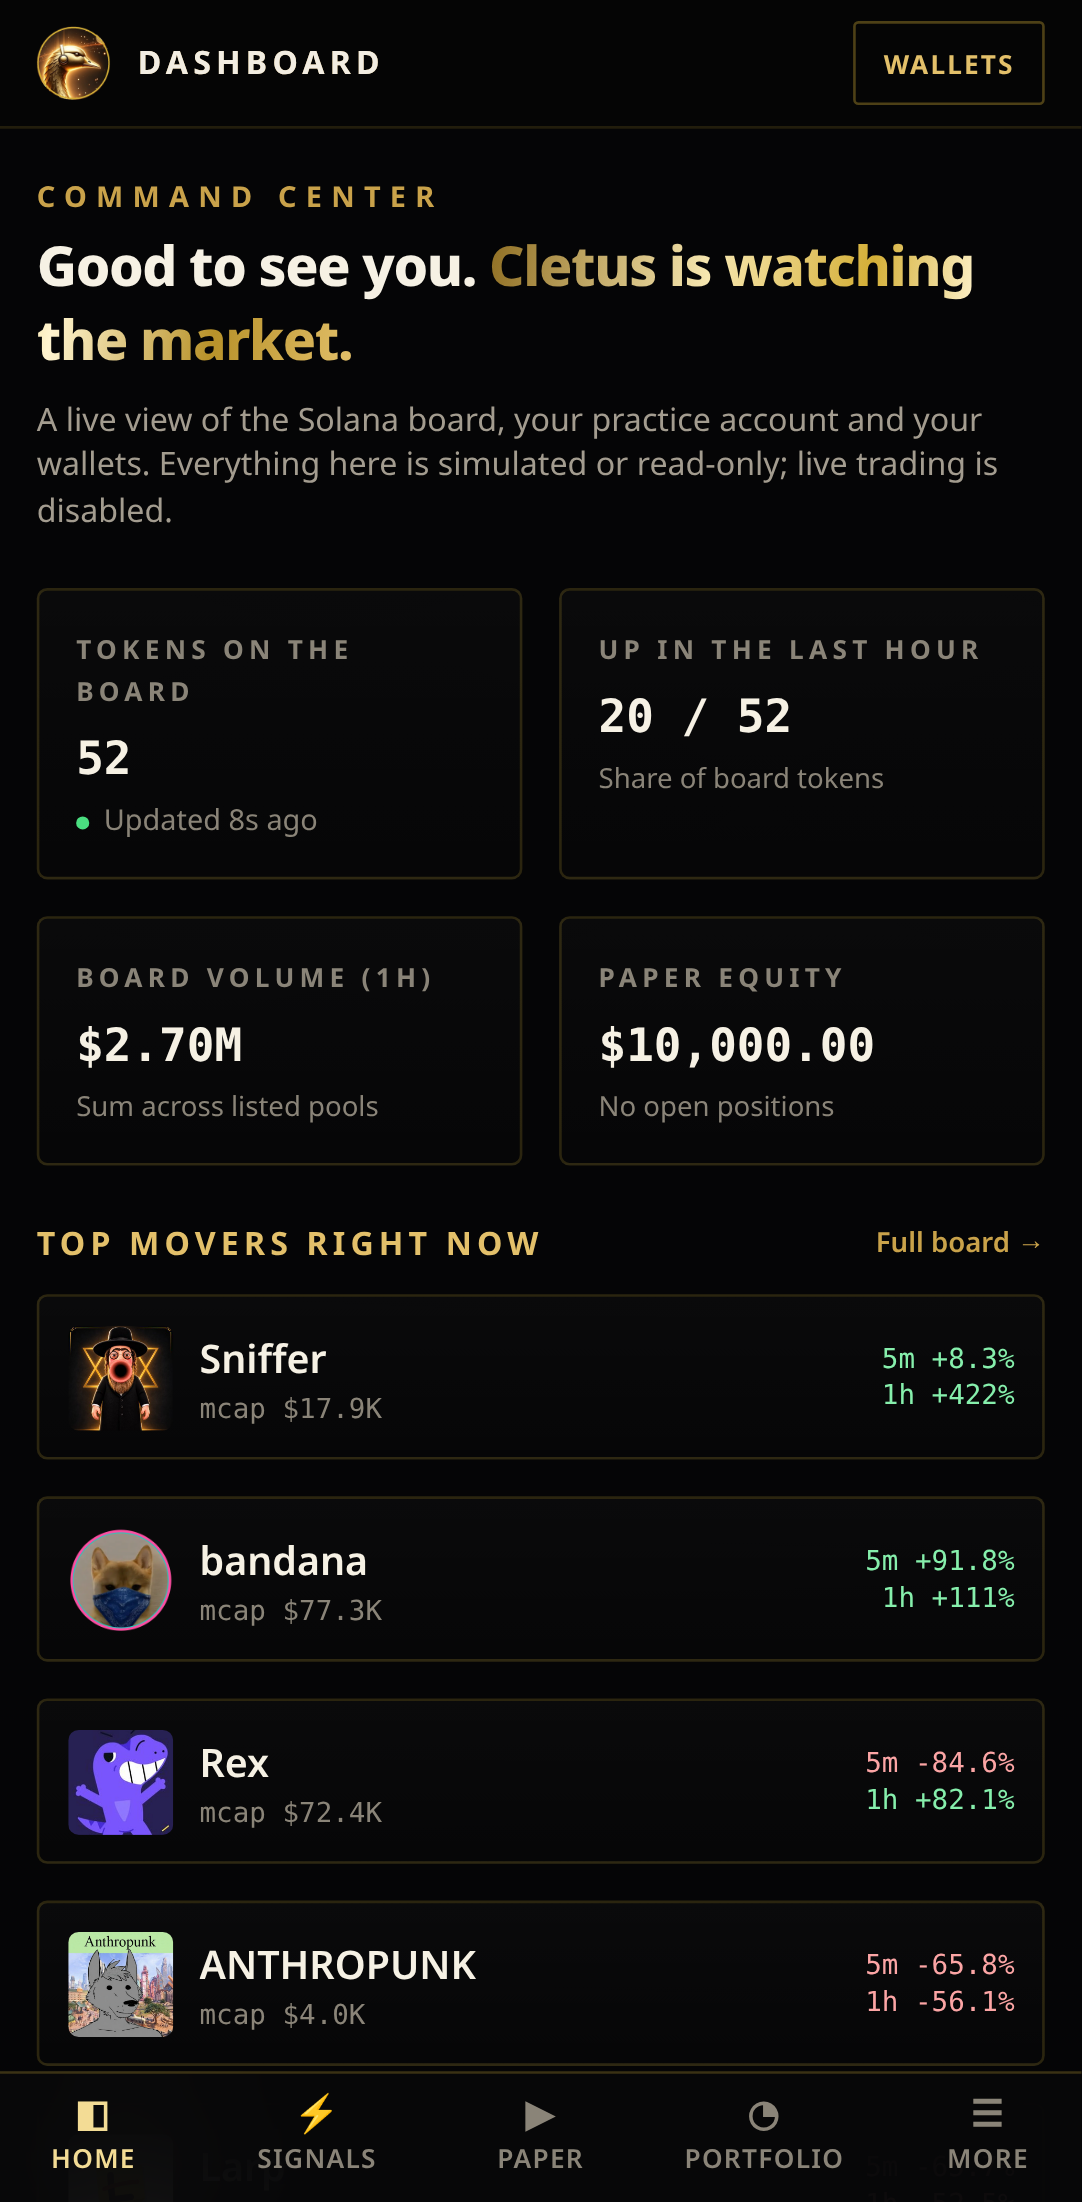 DASHBOARD
WALLETS
COMMAND CENTER
Good to see you. Cletus is watching
the market.
A live view of the Solana board, your practice account and your
wallets. Everything here is simulated or read-only; live trading is
disabled.
TOKENS ON THE
BOARD
52
Updated 8s ago
UP IN THE LAST HOUR
20 / 52
Share of board tokens
BOARD VOLUME (1H)
$2.70M
Sum across listed pools
PAPER EQUITY
$10,000.00
No open positions
TOP MOVERS RIGHT NOW
Full board →
Sniffer
mcap $17.9K
5m +8.3%
1h +422%
bandana
mcap $77.3K
5m +91.8%
1h +111%
Rex
mcap $72.4K
5m -84.6%
1h +82.1%
Anthropunk
ANTHROPUNK
mcap $4.0K
5m -65.8%
1h -56.1%
Larp
HOME
SIGNALS
PAPER
PORTFOLIO
MORE